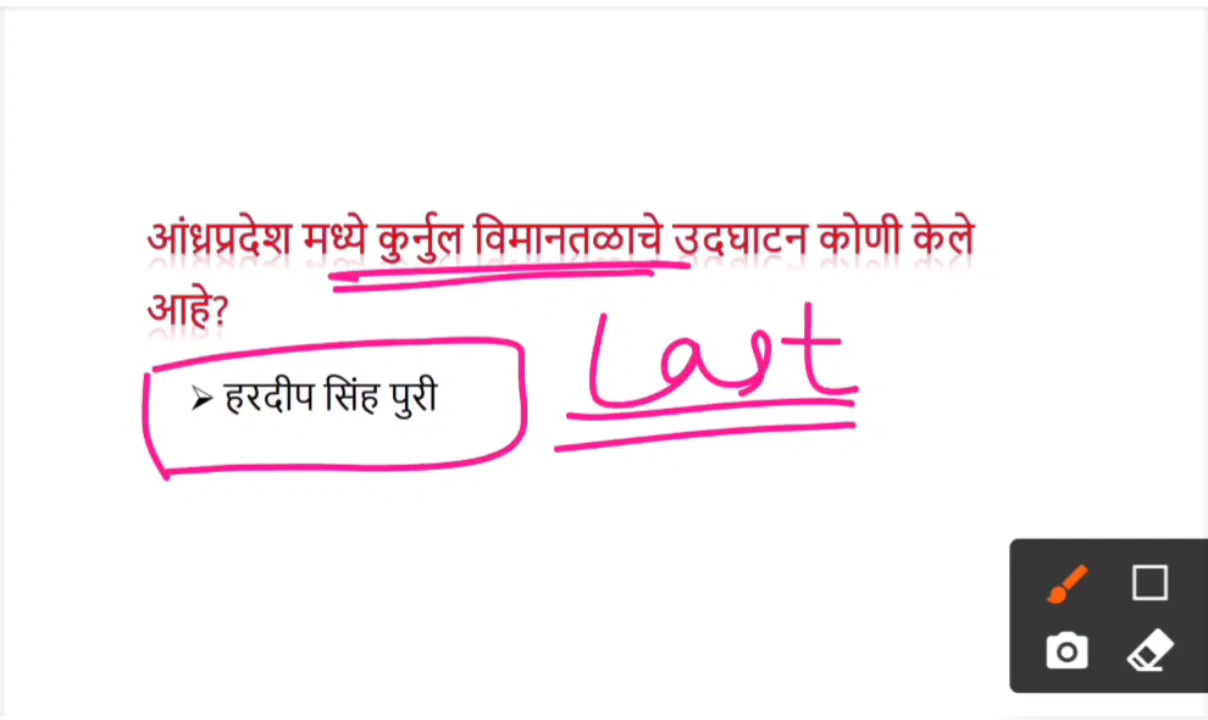 आंध्रप्रदेश मध्ये कुर्नुल विमानतळाचे उदघाटन कोणी केले
आहे?
➢ हरदीप सिंह पुरी
Last